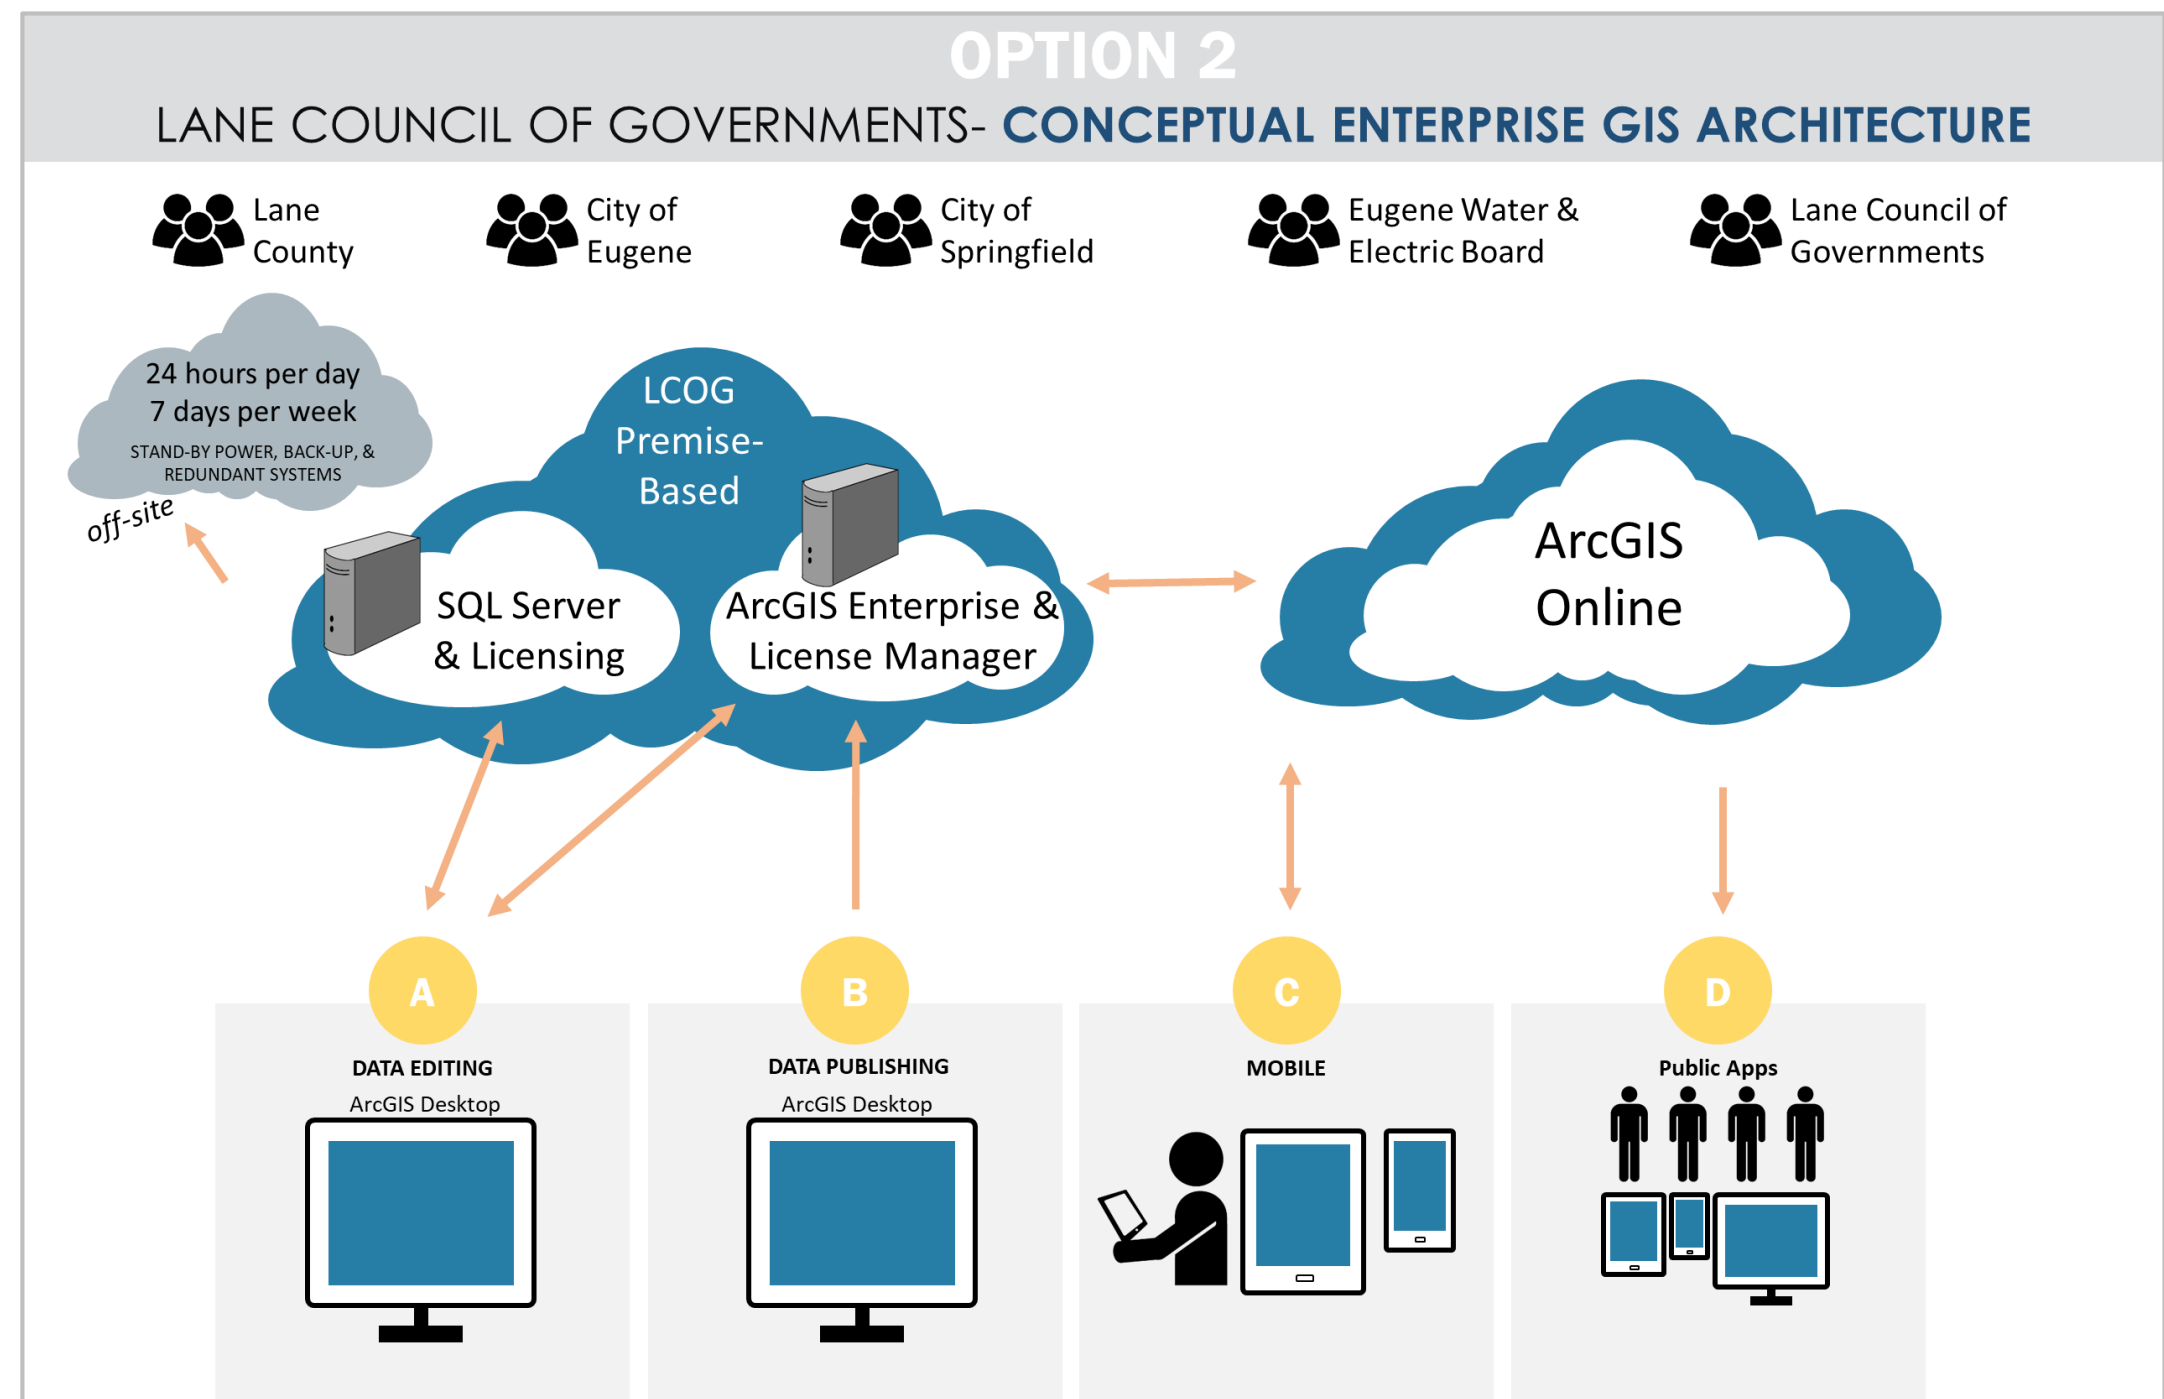 OPTION 2
LANE COUNCIL OF GOVERNMENTS- CONCEPTUAL ENTERPRISE GIS ARCHITECTURE
Lane
County
City of
Eugene
City of
Springfield
Eugene Water &
Electric Board
Lane Council of
Governments
24 hours per day
7 days per week
STAND-BY POWER, BACK-UP, &
REDUNDANT SYSTEMS
off-site
LCOG
Premise-
Based
SQL Server
& Licensing
ArcGIS Enterprise &
License Manager
ArcGIS
Online
A
DATA EDITING
ArcGIS Desktop
B
DATA PUBLISHING
ArcGIS Desktop
C
MOBILE
D
Public Apps